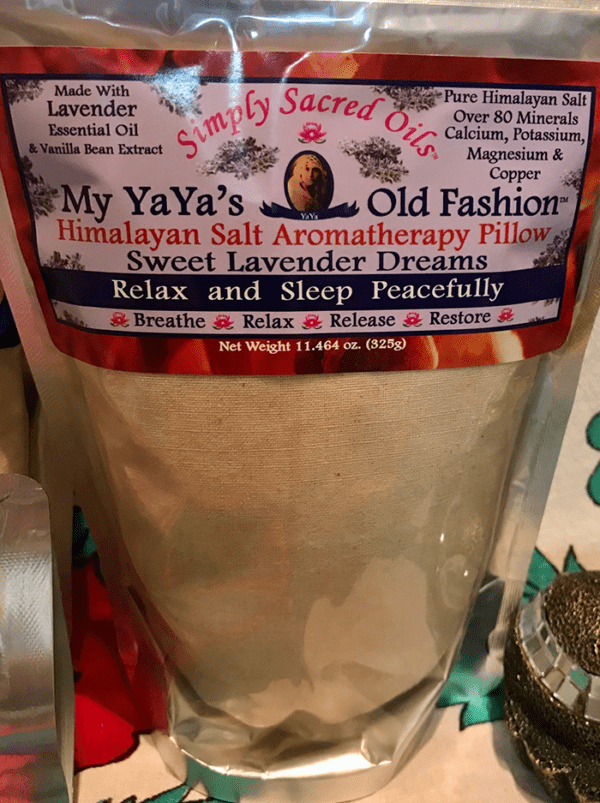 Made With
Lavender
Essential Oil
& Vanilla Bean Extract
Simply Sacred Oils
Pure Himalayan Salt
Over 80 Minerals
Calcium, Potassium,
Magnesium &
Copper
My YaYa's Old Fashion™
YaYa
Himalayan Salt Aromatherapy Pillow
Sweet Lavender Dreams
Relax and Sleep Peacefully
Breathe Relax Release Restore
Net Weight 11.464 oz. (325g)